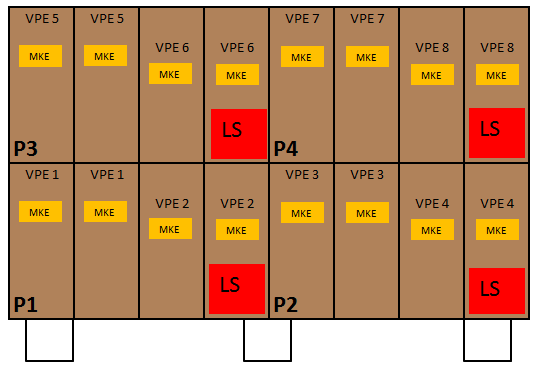 VPE 5 VPE 5 VPE 7 VPE 7
VPE 6 VPE 6 VPE 8 VPE 8
MKE MKE MKE MKE
MKE MKE MKE MKE
LS LS
P3 P4
VPE 1 VPE 1 VPE 3 VPE 3
VPE 2 VPE 2 VPE 4 VPE 4
MKE MKE MKE MKE
MKE MKE MKE MKE
LS LS
P1 P2